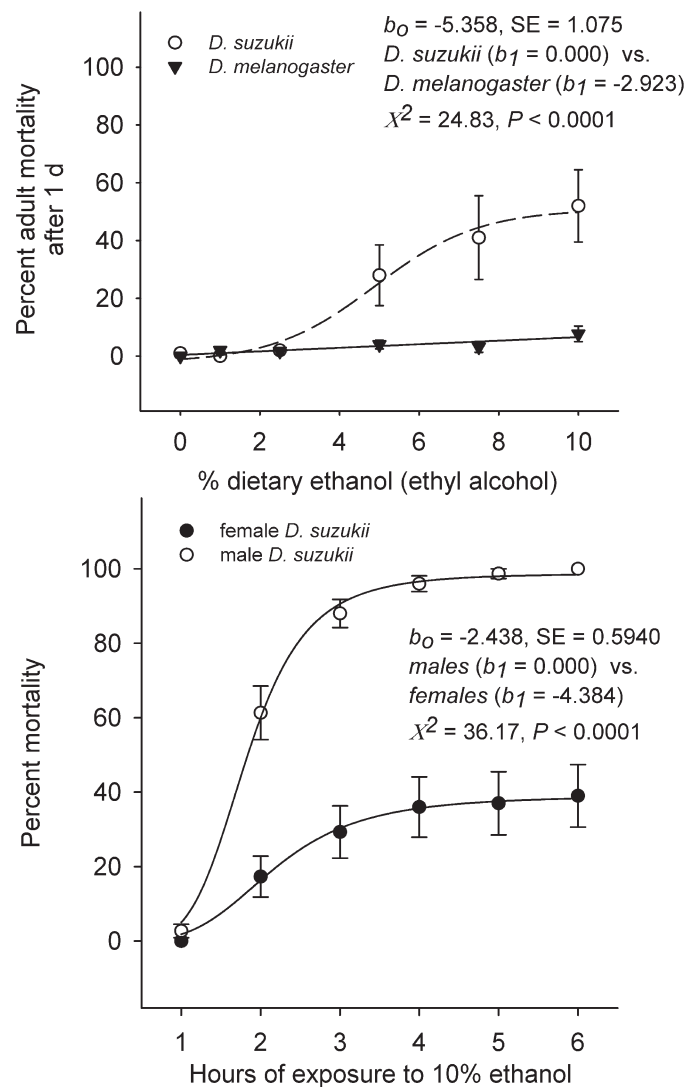 bo = -5.358, SE = 1.075
D. suzukii
D. suzukii (b1 = 0.000) vs.
D. melanogaster
D. melanogaster (b1 = -2.923)
X2 = 24.83, P < 0.0001
100
80
60
40
20
0
Percent adult mortality
after 1 d
0 2 4 6 8 10
% dietary ethanol (ethyl alcohol)
female D. suzukii
male D. suzukii
100
80
60
40
20
0
Percent mortality
bo = -2.438, SE = 0.5940
males (b1 = 0.000) vs.
females (b1 = -4.384)
X2 = 36.17, P < 0.0001
1 2 3 4 5 6
Hours of exposure to 10% ethanol